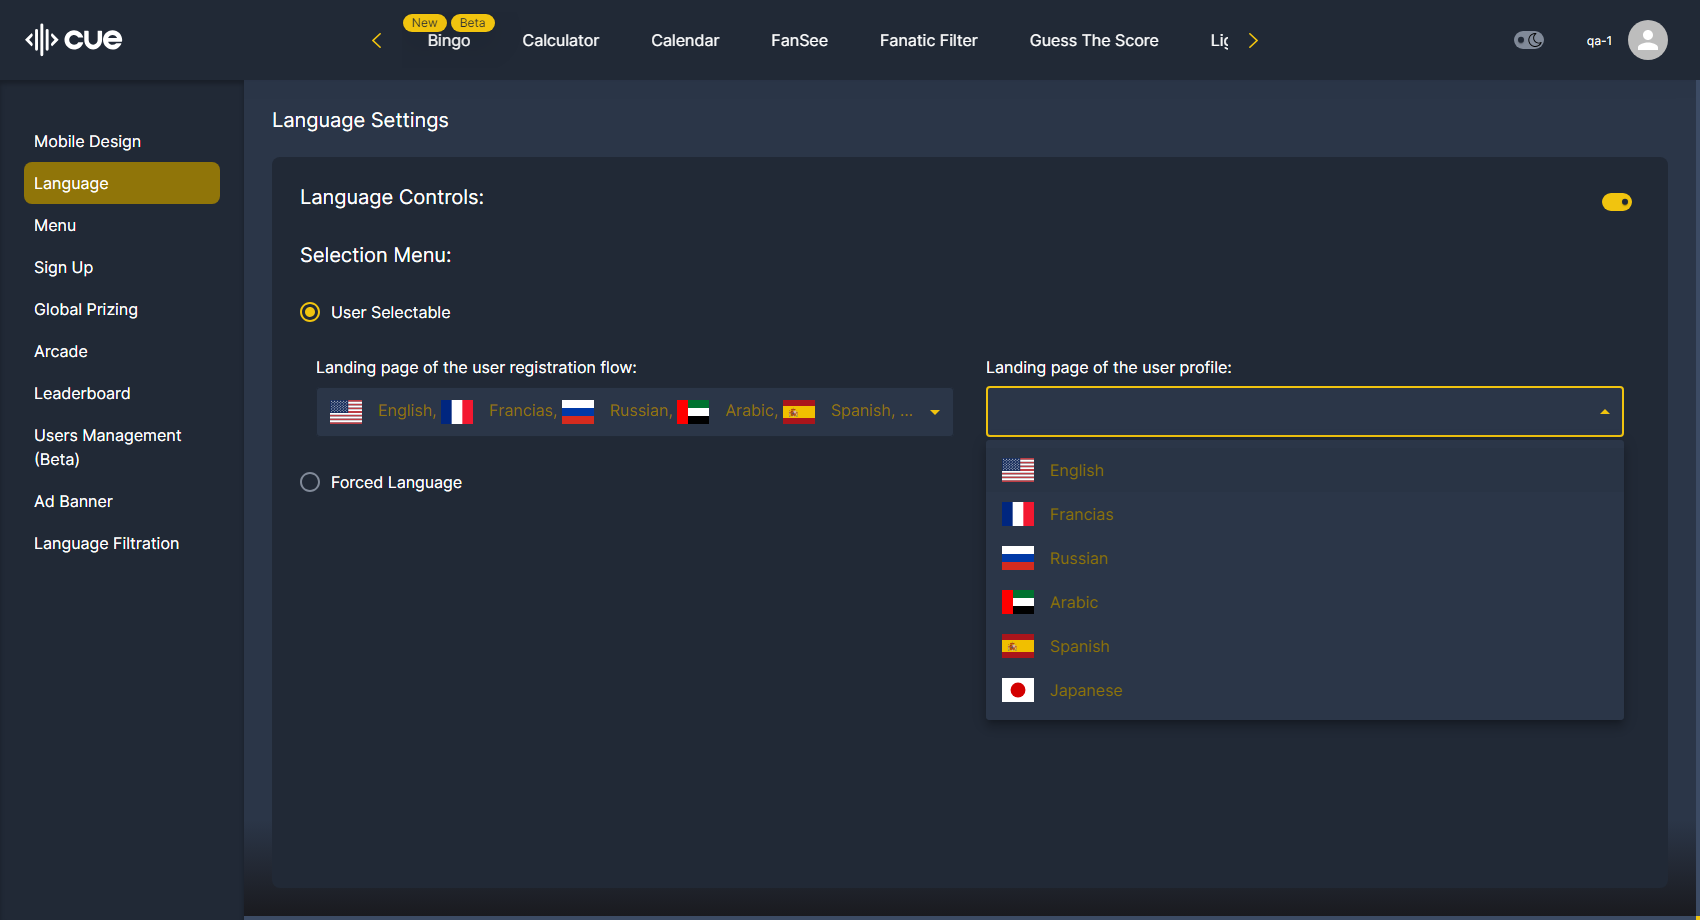 cue
New Beta
Bingo Calculator Calendar FanSee Fanatic Filter Guess The Score Lig
qa-1
Mobile Design
Language
Menu
Sign Up
Global Prizing
Arcade
Leaderboard
Users Management
(Beta)
Ad Banner
Language Filtration
Language Settings
Language Controls:
Selection Menu:
User Selectable
Landing page of the user registration flow:
English, Francias, Russian, Arabic, Spanish, ...
Forced Language
Landing page of the user profile:
English
Francias
Russian
Arabic
Spanish
Japanese